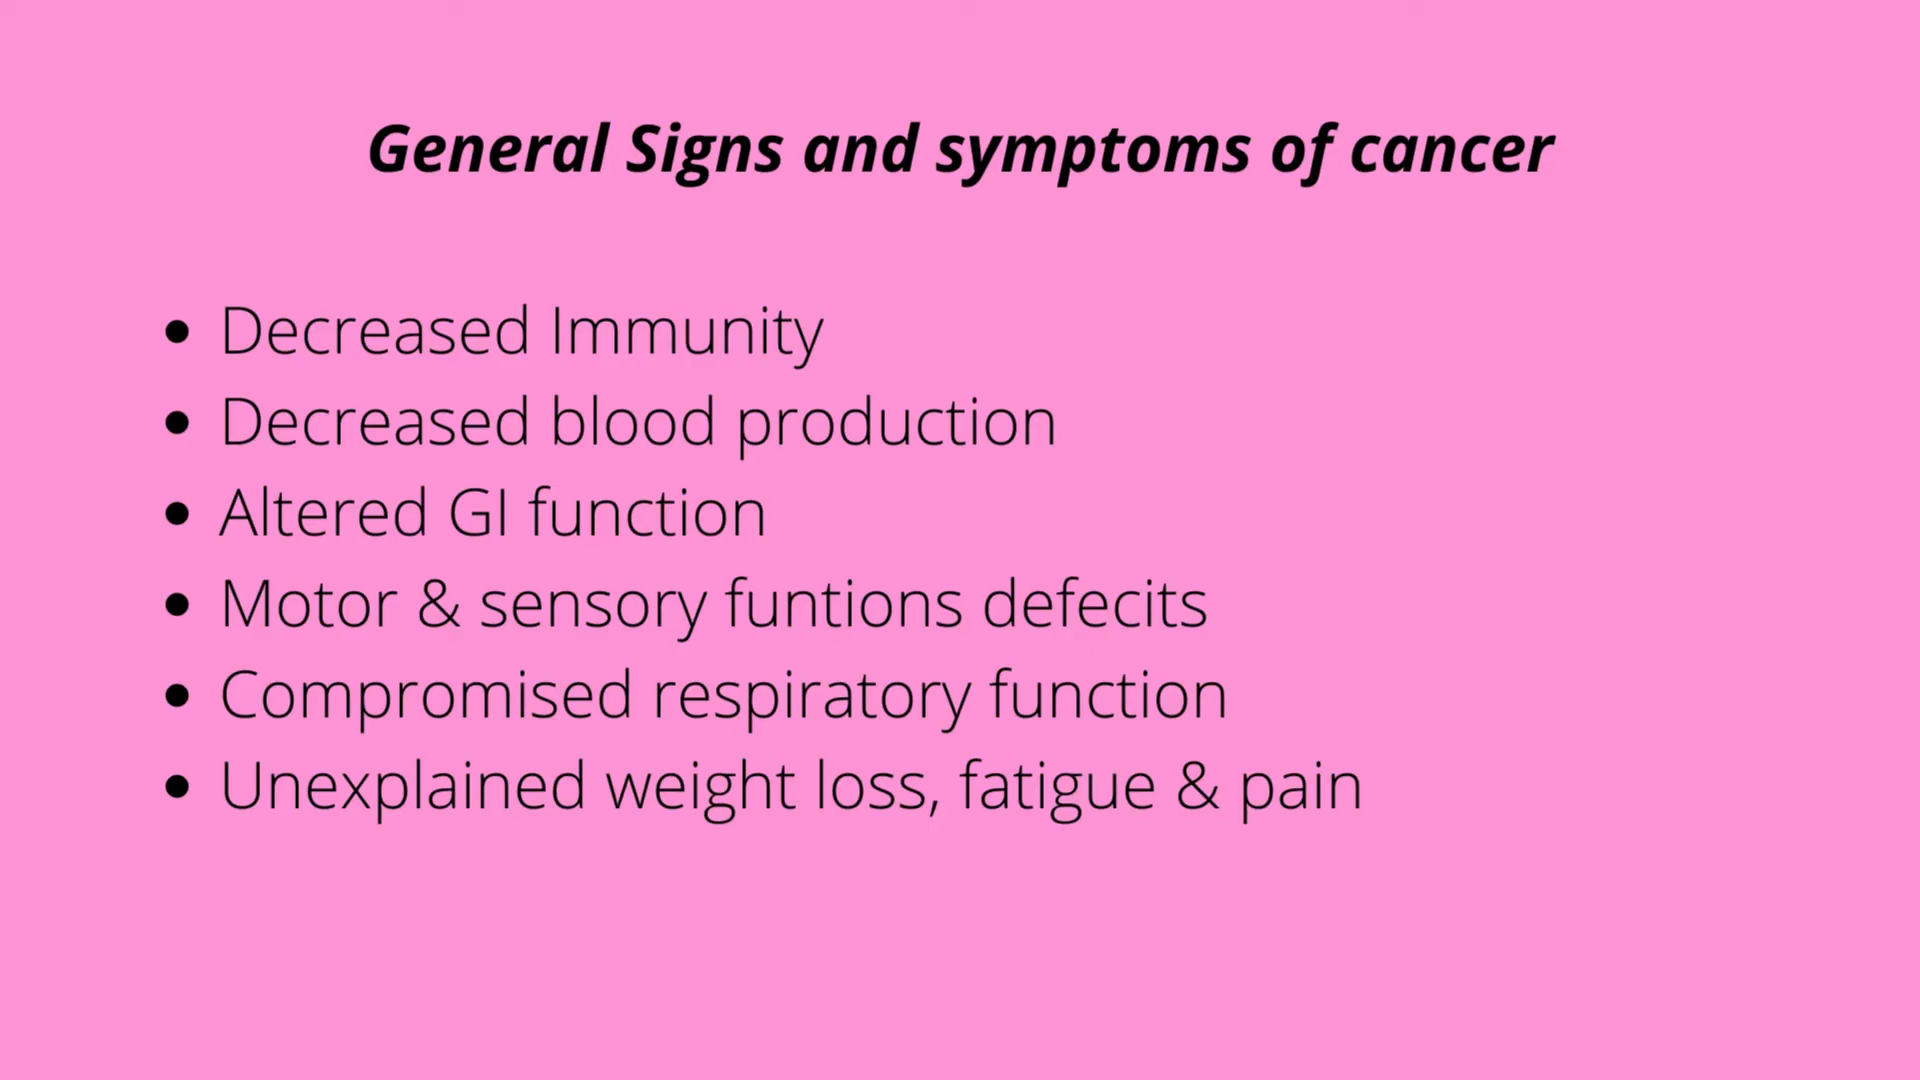 General Signs and symptoms of cancer
• Decreased Immunity
• Decreased blood production
• Altered GI function
• Motor & sensory funtions defecits
• Compromised respiratory function
• Unexplained weight loss, fatigue & pain